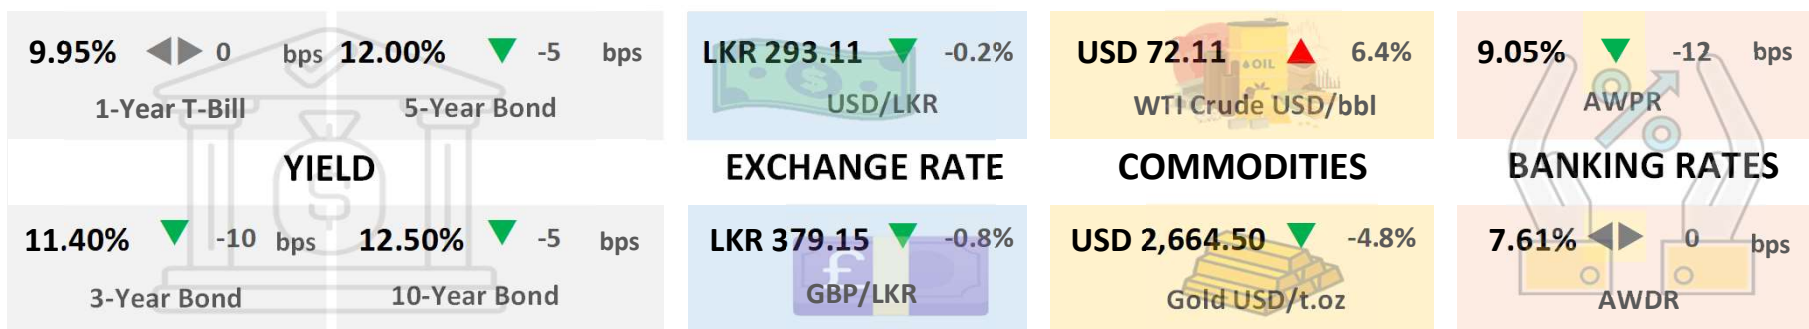 9.95% 0 bps 12.00% -5 bps LKR 293.11 -0.2% USD 72.11 6.4% 9.05% -12 bps
1-Year T-Bill 5-Year Bond USD/LKR WTI Crude USD/bbl AWPR
OIL
YIELD EXCHANGE RATE COMMODITIES BANKING RATES
11.40% -10 bps 12.50% -5 bps LKR 379.15 -0.8% USD 2,664.50 -4.8% 7.61% 0 bps
3-Year Bond 10-Year Bond GBP/LKR Gold USD/t.oz AWDR